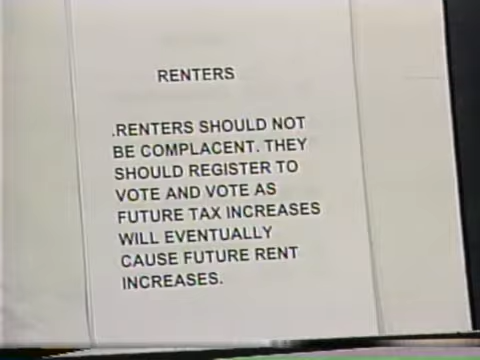 RENTERS
.RENTERS SHOULD NOT
BE COMPLACENT. THEY
SHOULD REGISTER TO
VOTE AND VOTE AS
FUTURE TAX INCREASES
WILL EVENTUALLY
CAUSE FUTURE RENT
INCREASES.